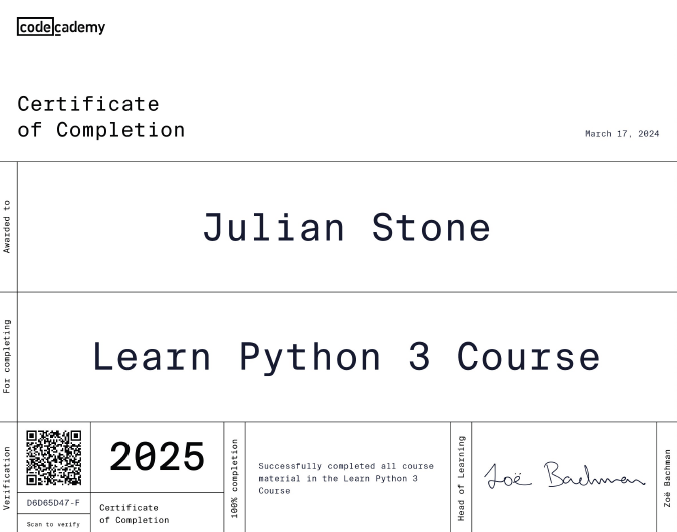 codecademy
Certificate
of Completion
March 17, 2024
Awarded to
Julian Stone
For completing
Learn Python 3 Course
Verification
D6D65D47-F
Scan to verify
2025
Certificate
of Completion
100% completion
Successfully completed all course
material in the Learn Python 3
Course
Head of Learning
Zoë Bachman
Zoë Bachman